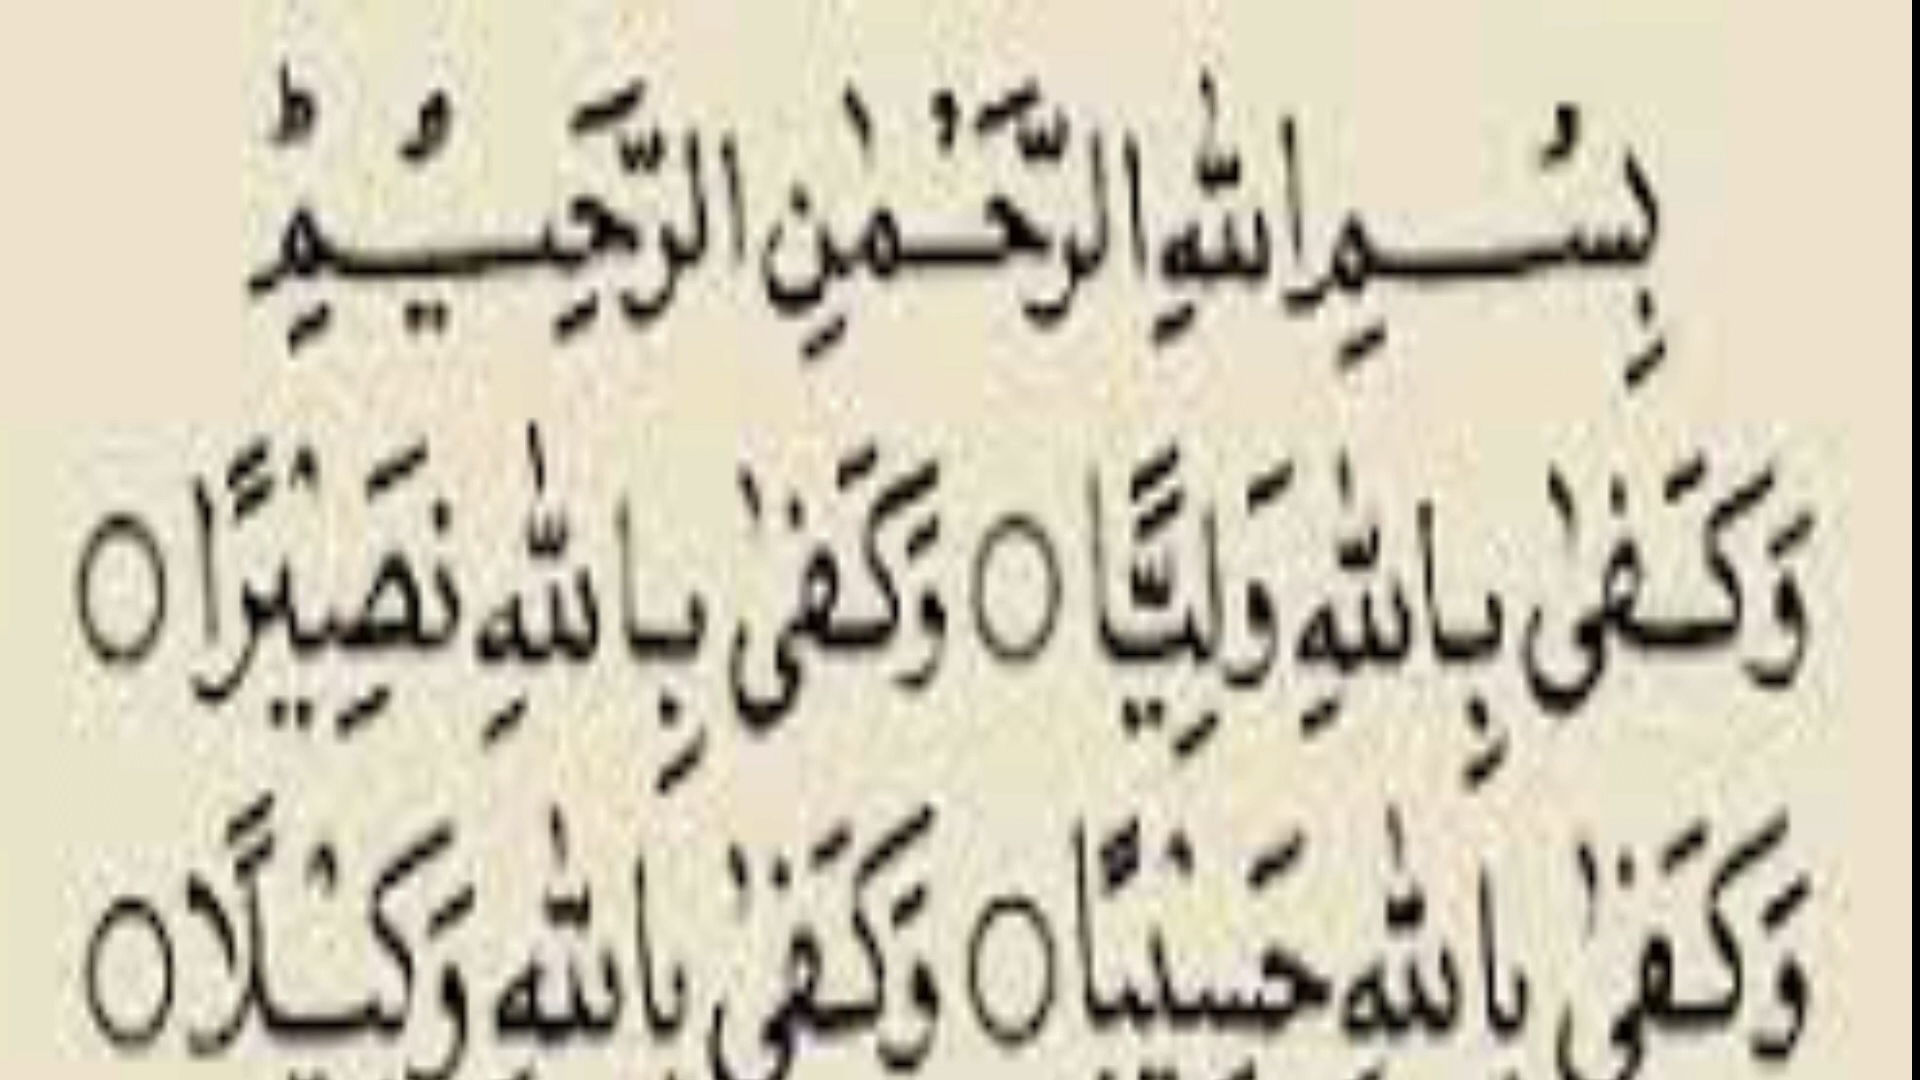 بِسْمِ اللّٰهِ الرَّحْمٰنِ الرَّحِيْمِ ؕ
وَكَفٰى بِاللّٰهِ وَلِيًّا ○ وَكَفٰى بِاللّٰهِ نَصِيْرًا ○
وَكَفٰى بِاللّٰهِ حَسِيْبًا ○ وَكَفٰى بِاللّٰهِ وَكِيْلًا ○